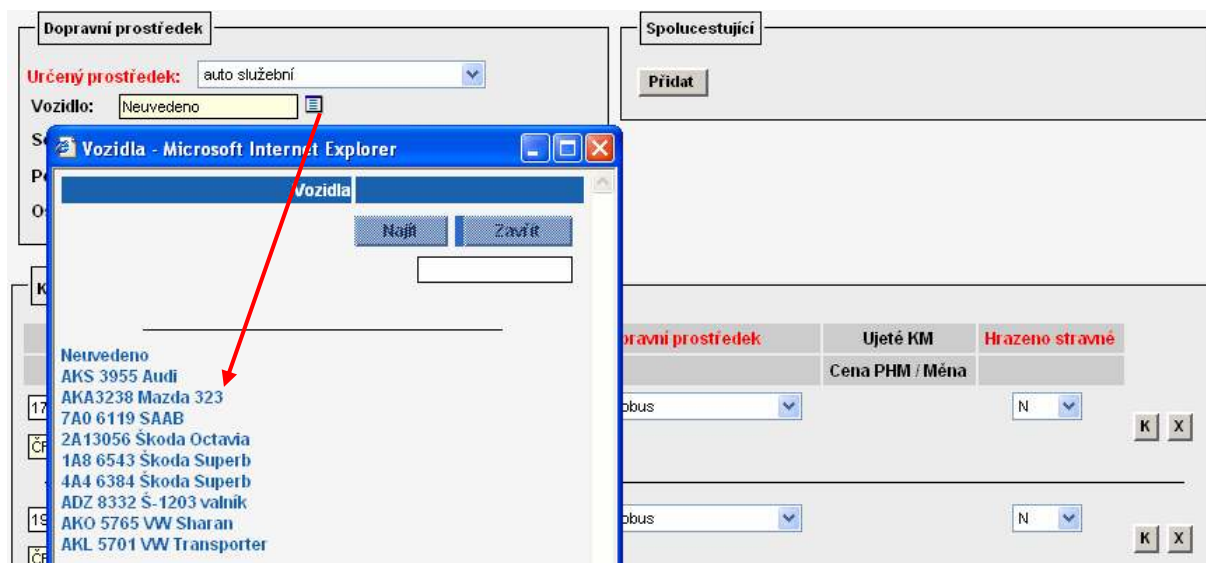 Dopravní prostředek
Spolucestující
Určený prostředek: auto služební
Přidat
Vozidlo: Neuvedeno
Vozidla - Microsoft Internet Explorer
Vozidla
Najít Zavřít
Neuvedeno
AKS 3955 Audi
AKA3238 Mazda 323
7A0 6119 SAAB
2A13056 Škoda Octavia
1A8 6543 Škoda Superb
4A4 6384 Škoda Superb
ADZ 8332 Š-1203 valník
AKO 5765 VW Sharan
AKL 5701 VW Transporter
prostředek Ujeté KM Hrazeno stravné
Cena PHM / Měna
N
K X
N
K X